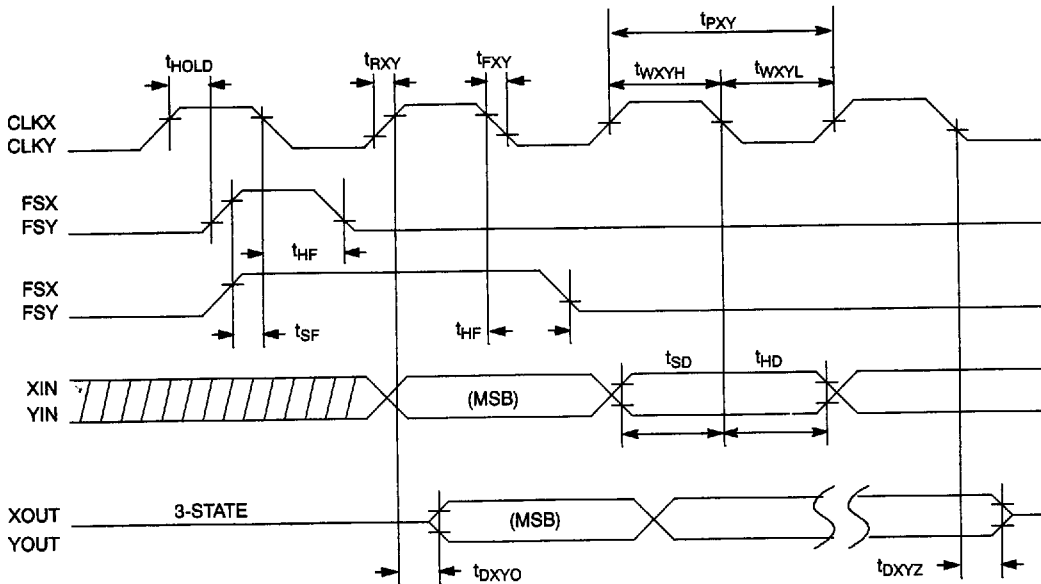 tPXY
tHOLD tRXY tFXY tWXYH tWXYL
CLKX
CLKY
FSX
FSY
tHF
FSX
FSY
tSF tHF
tSD tHD
XIN
YIN
(MSB)
XOUT
YOUT
3-STATE
(MSB)
tDXYO tDXYZ